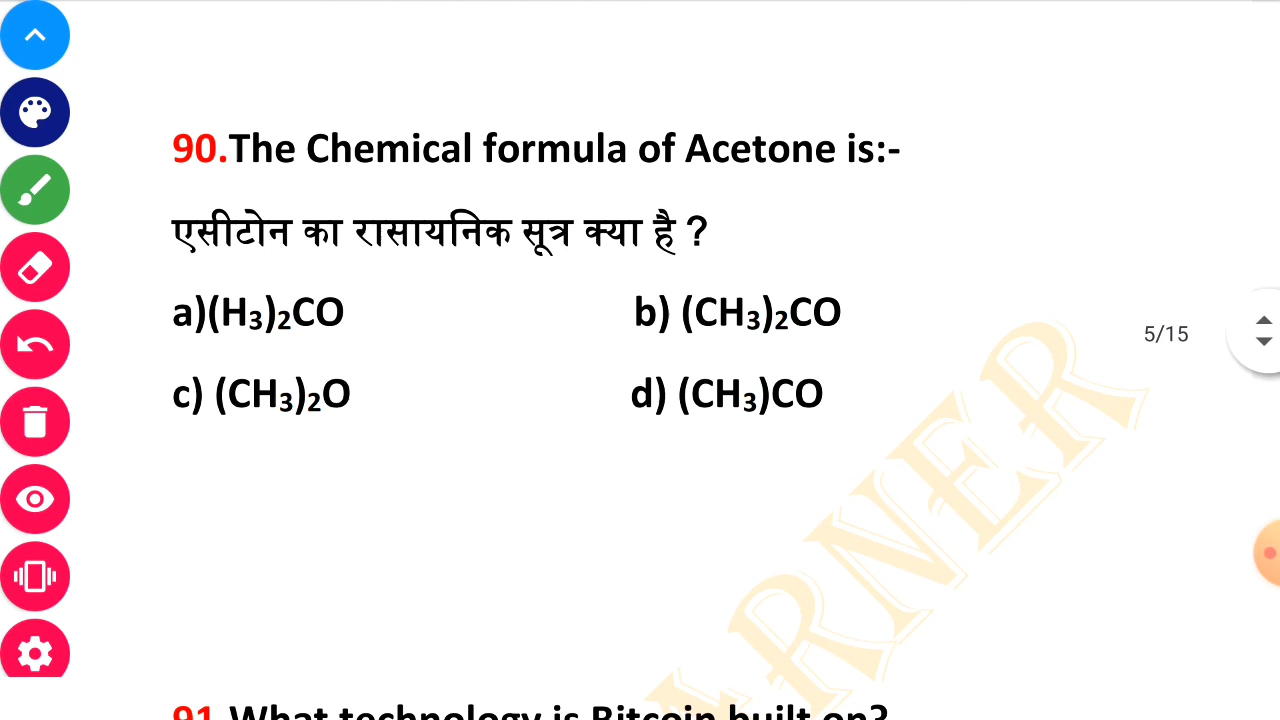 90.The Chemical formula of Acetone is:-
एसीटोन का रासायनिक सूत्र क्या है ?
a)(H₃)₂CO b) (CH₃)₂CO
5/15
c) (CH₃)₂O d) (CH₃)CO
ARNER
91.What technology is Bitcoin built on?